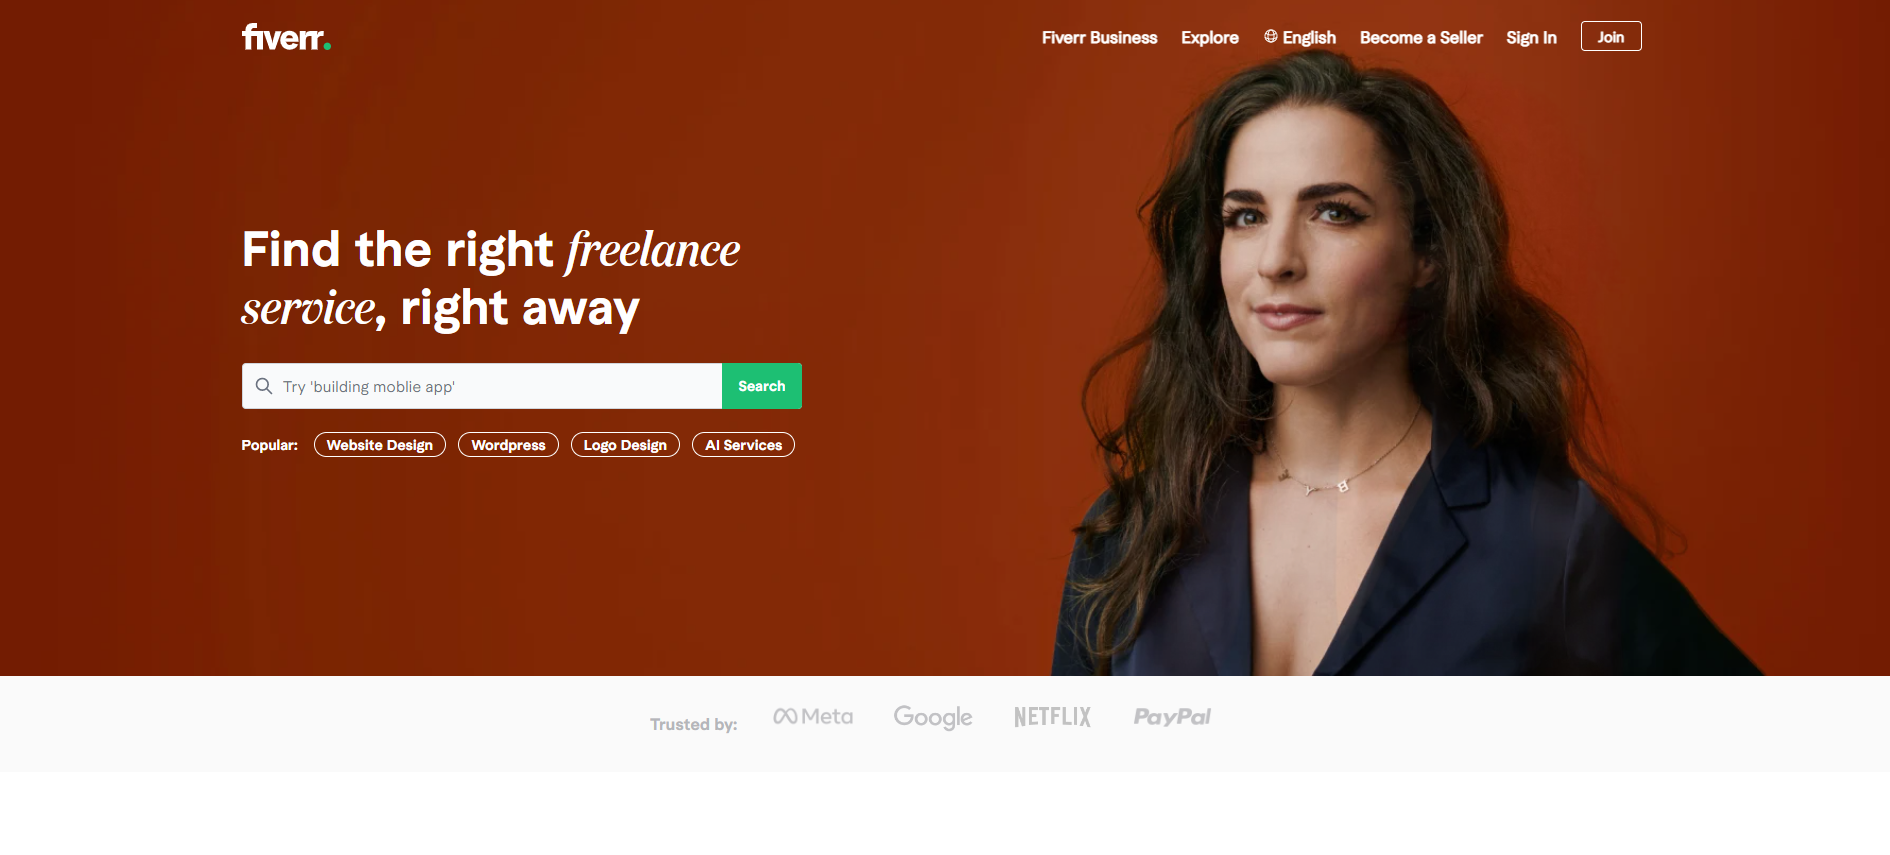 fiverr.
Fiverr Business
Explore
English
Become a Seller
Sign In
Join
Find the right freelance
service, right away
Try 'building moblie app'
Search
Popular:
Website Design
Wordpress
Logo Design
AI Services
Trusted by:
Meta
Google
NETFLIX
PayPal